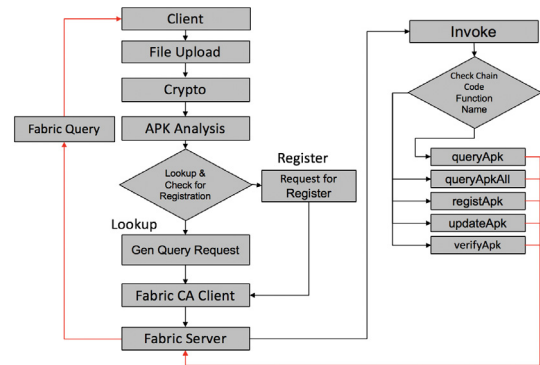 Client
File Upload
Crypto
APK Analysis
Fabric Query
Lookup &
Check for
Registration
Register
Request for
Register
Lookup
Gen Query Request
Fabric CA Client
Fabric Server
Invoke
Check Chain
Code
Function
Name
queryApk
queryApkAll
registApk
updateApk
verifyApk